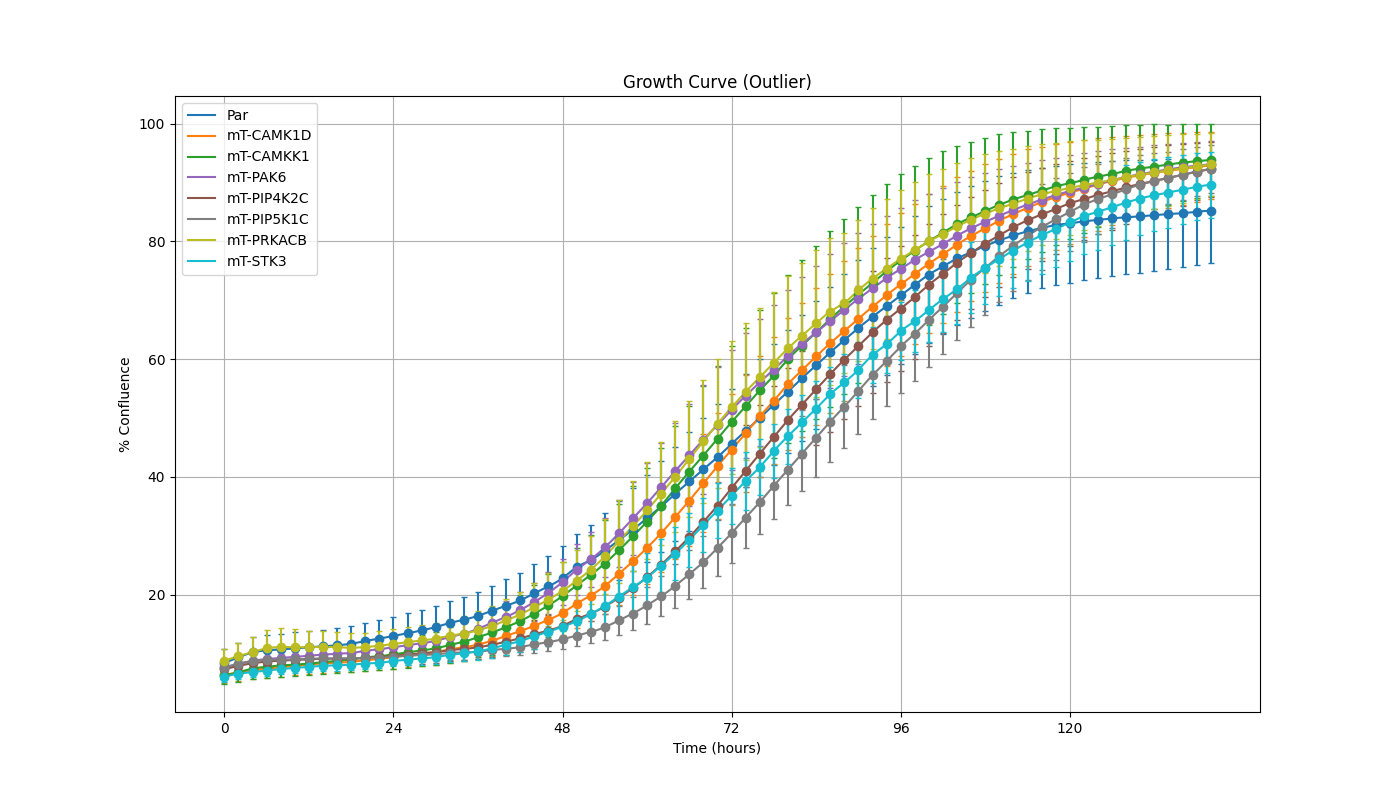 Growth Curve (Outlier)
Par
mT-CAMK1D
mT-CAMKK1
mT-PAK6
mT-PIP4K2C
mT-PIP5K1C
mT-PRKACB
mT-STK3
% Confluence
100
80
60
40
20
0 24 48 72 96 120
Time (hours)